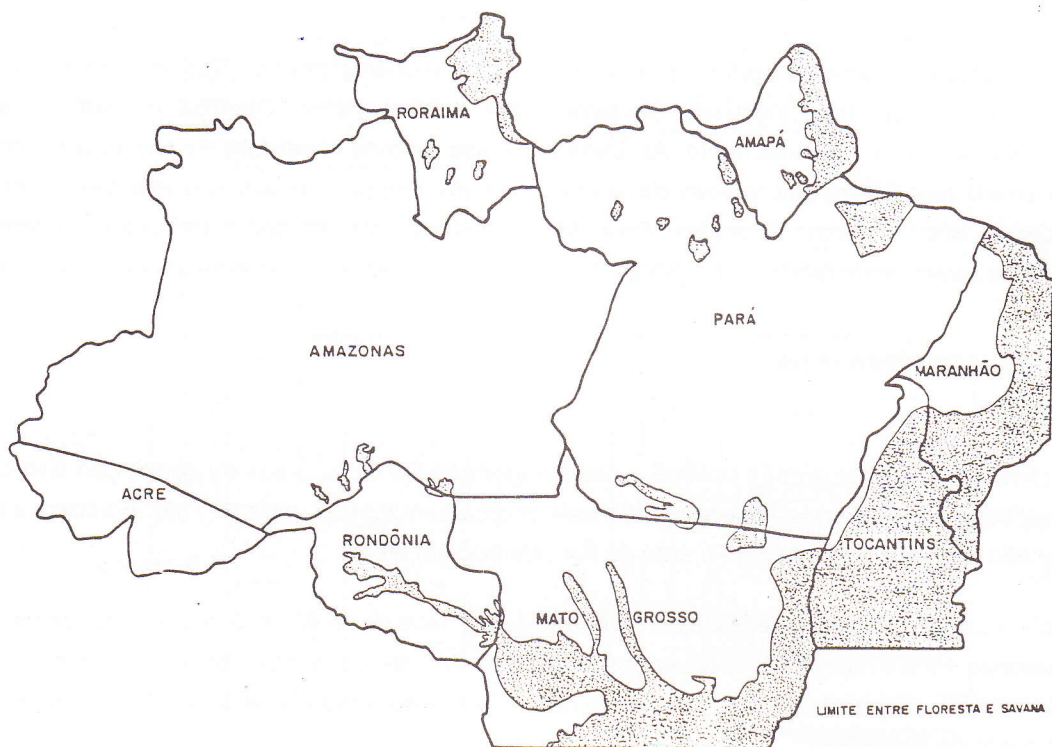 RORAIMA
AMAPÁ
PARÁ
AMAZONAS
MARANHÃO
ACRE
RONDÔNIA
TOCANTINS
MATO GROSSO
LIMITE ENTRE FLORESTA E SAVANA